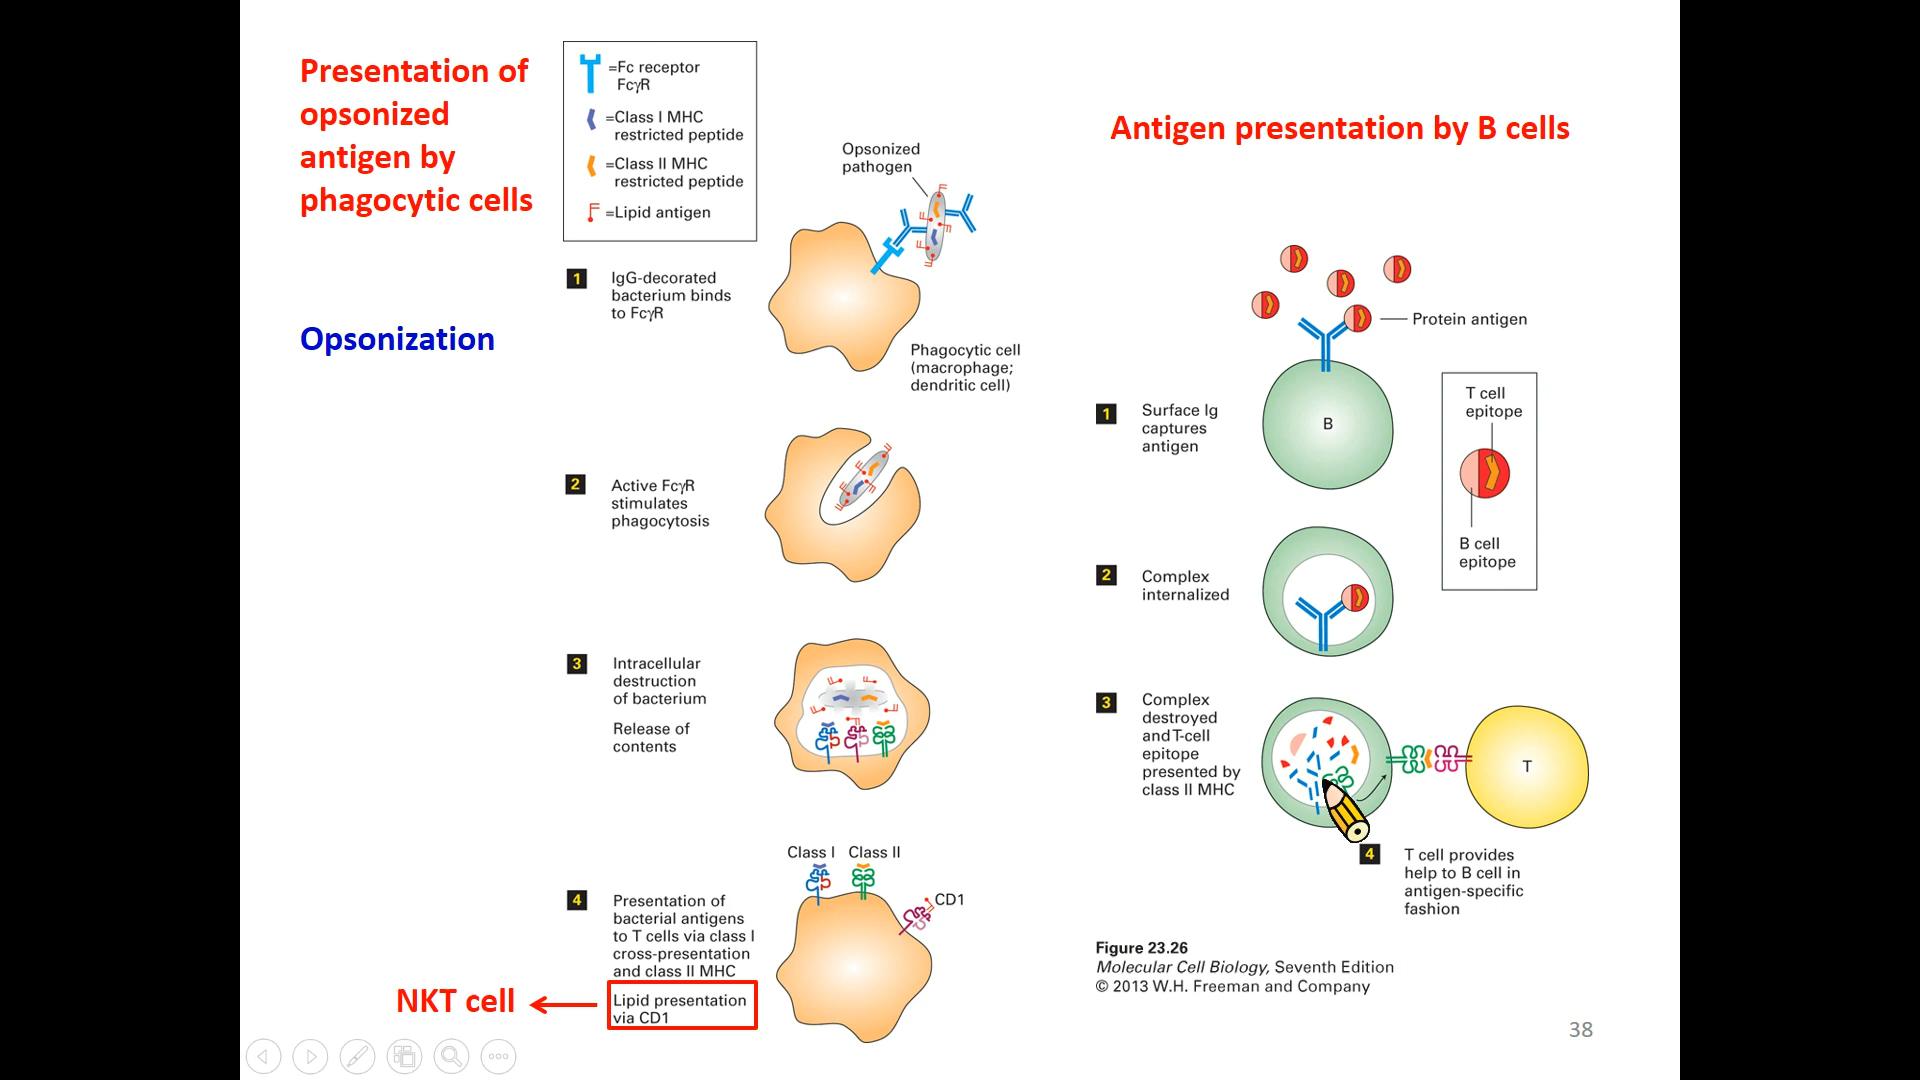 Presentation of
opsonized
antigen by
phagocytic cells
=Fc receptor
FcγR
=Class I MHC
restricted peptide
=Class II MHC
restricted peptide
=Lipid antigen
Opsonized
pathogen
1
IgG-decorated
bacterium binds
to FcγR
Opsonization
Phagocytic cell
(macrophage;
dendritic cell)
2
Active FcγR
stimulates
phagocytosis
3
Intracellular
destruction
of bacterium
Release of
contents
Class I
Class II
CD1
4
Presentation of
bacterial antigens
to T cells via class I
cross-presentation
and class II MHC
Lipid presentation
via CD1
NKT cell
Antigen presentation by B cells
Protein antigen
1
Surface Ig
captures
antigen
B
T cell
epitope
B cell
epitope
2
Complex
internalized
3
Complex
destroyed
and T-cell
epitope
presented by
class II MHC
T
4
T cell provides
help to B cell in
antigen-specific
fashion
Figure 23.26
Molecular Cell Biology, Seventh Edition
© 2013 W.H. Freeman and Company
38